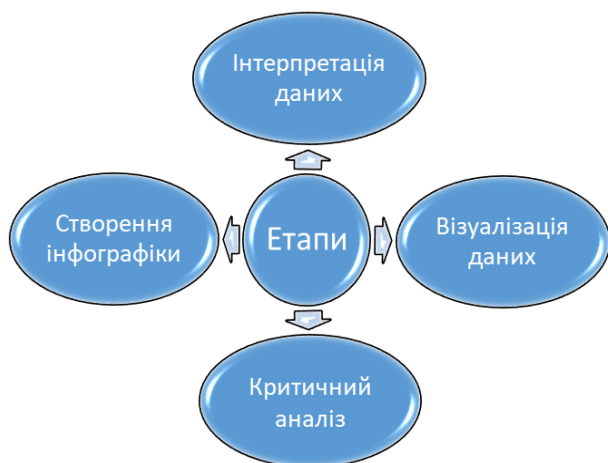 Інтерпретація
даних
Створення
інфографіки
Етапи
Візуалізація
даних
Критичний
аналіз